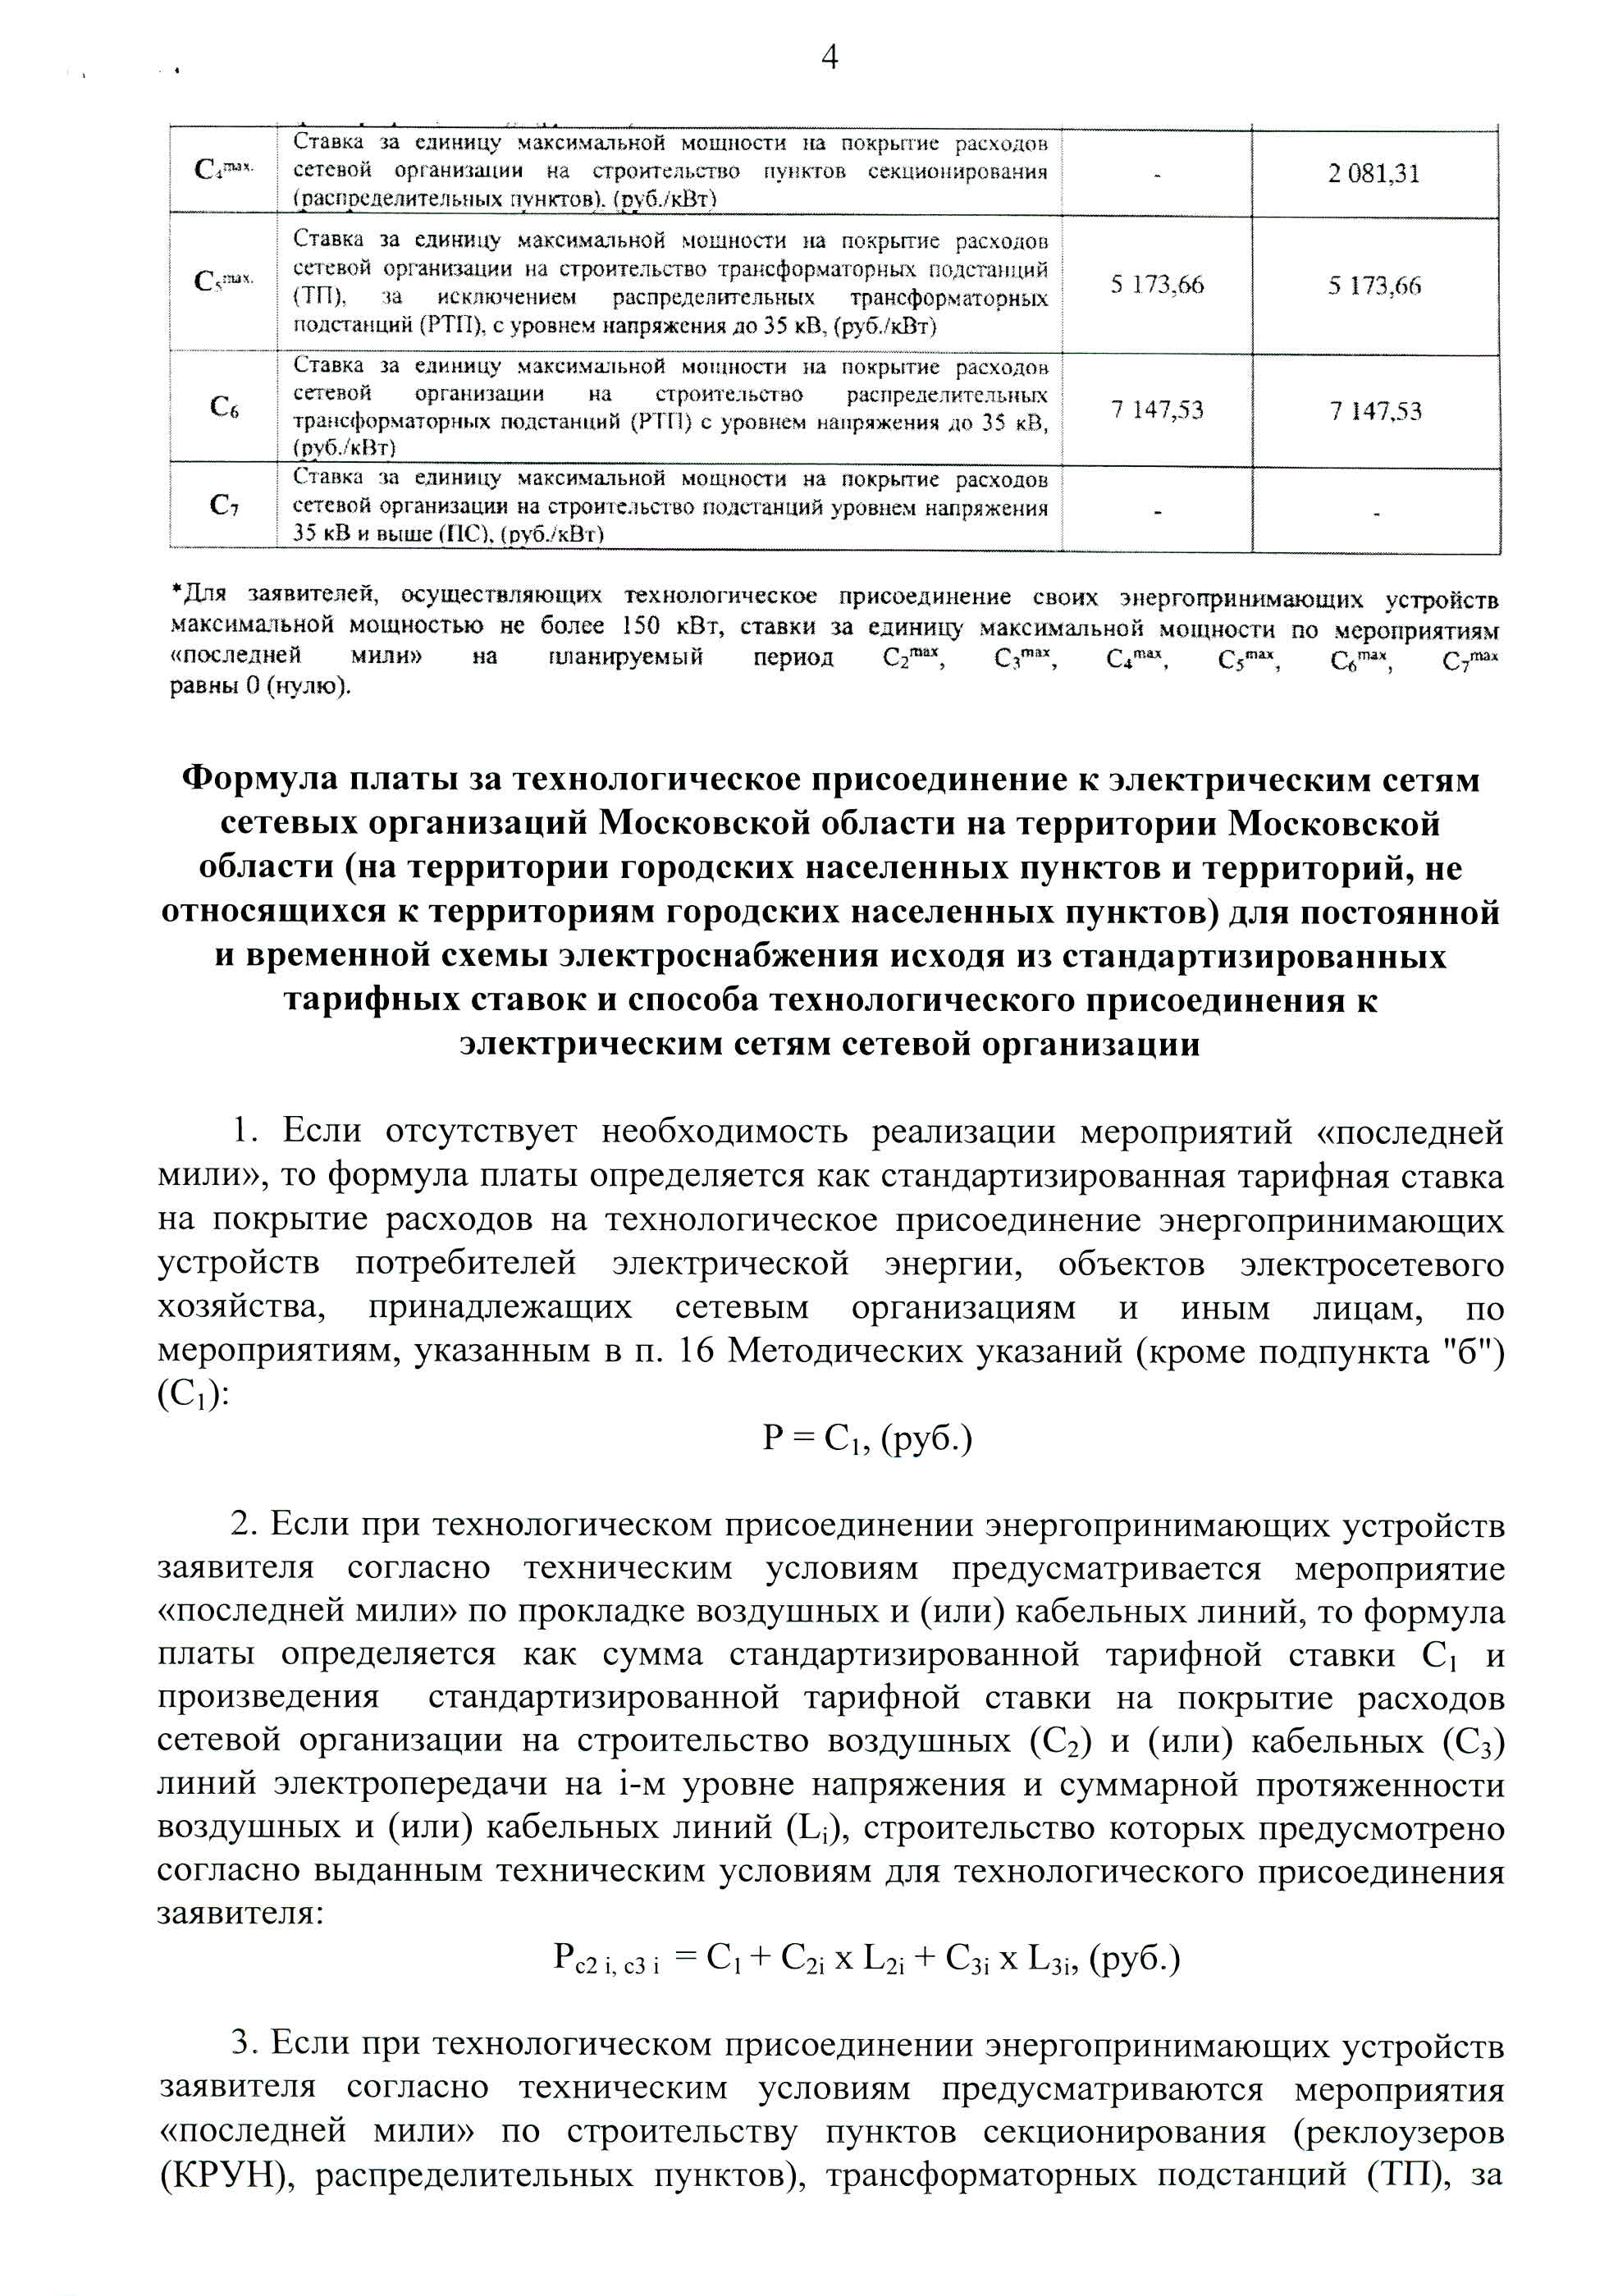 4
C₄ᵐᵃˣ·
Ставка за единицу максимальной мощности на покрытие расходов
сетевой организации на строительство пунктов секционирования
(распределительных пунктов), (руб./кВт)
-
2 081,31
C₅ᵐᵃˣ·
Ставка за единицу максимальной мощности на покрытие расходов
сетевой организации на строительство трансформаторных подстанций
(ТП), за исключением распределительных трансформаторных
подстанций (РТП), с уровнем напряжения до 35 кВ, (руб./кВт)
5 173,66
5 173,66
C₆
Ставка за единицу максимальной мощности на покрытие расходов
сетевой организации на строительство распределительных
трансформаторных подстанций (РТП) с уровнем напряжения до 35 кВ,
(руб./кВт)
7 147,53
7 147,53
C₇
Ставка за единицу максимальной мощности на покрытие расходов
сетевой организации на строительство подстанций уровнем напряжения
35 кВ и выше (ПС), (руб./кВт)
-
-
*Для заявителей, осуществляющих технологическое присоединение своих энергопринимающих устройств
максимальной мощностью не более 150 кВт, ставки за единицу максимальной мощности по мероприятиям
«последней мили» на планируемый период C₂ᵐᵃˣ, C₃ᵐᵃˣ, C₄ᵐᵃˣ, C₅ᵐᵃˣ, C₆ᵐᵃˣ, C₇ᵐᵃˣ
равны 0 (нулю).
Формула платы за технологическое присоединение к электрическим сетям
сетевых организаций Московской области на территории Московской
области (на территории городских населенных пунктов и территорий, не
относящихся к территориям городских населенных пунктов) для постоянной
и временной схемы электроснабжения исходя из стандартизированных
тарифных ставок и способа технологического присоединения к
электрическим сетям сетевой организации
1. Если отсутствует необходимость реализации мероприятий «последней
мили», то формула платы определяется как стандартизированная тарифная ставка
на покрытие расходов на технологическое присоединение энергопринимающих
устройств потребителей электрической энергии, объектов электросетевого
хозяйства, принадлежащих сетевым организациям и иным лицам, по
мероприятиям, указанным в п. 16 Методических указаний (кроме подпункта "б")
(C₁):
P = C₁, (руб.)
2. Если при технологическом присоединении энергопринимающих устройств
заявителя согласно техническим условиям предусматривается мероприятие
«последней мили» по прокладке воздушных и (или) кабельных линий, то формула
платы определяется как сумма стандартизированной тарифной ставки C₁ и
произведения стандартизированной тарифной ставки на покрытие расходов
сетевой организации на строительство воздушных (C₂) и (или) кабельных (C₃)
линий электропередачи на i-м уровне напряжения и суммарной протяженности
воздушных и (или) кабельных линий (Lᵢ), строительство которых предусмотрено
согласно выданным техническим условиям для технологического присоединения
заявителя:
Pc2 i, c3 i = C₁ + C₂ᵢ x L₂ᵢ + C₃ᵢ x L₃ᵢ, (руб.)
3. Если при технологическом присоединении энергопринимающих устройств
заявителя согласно техническим условиям предусматриваются мероприятия
«последней мили» по строительству пунктов секционирования (реклоузеров
(КРУН), распределительных пунктов), трансформаторных подстанций (ТП), за